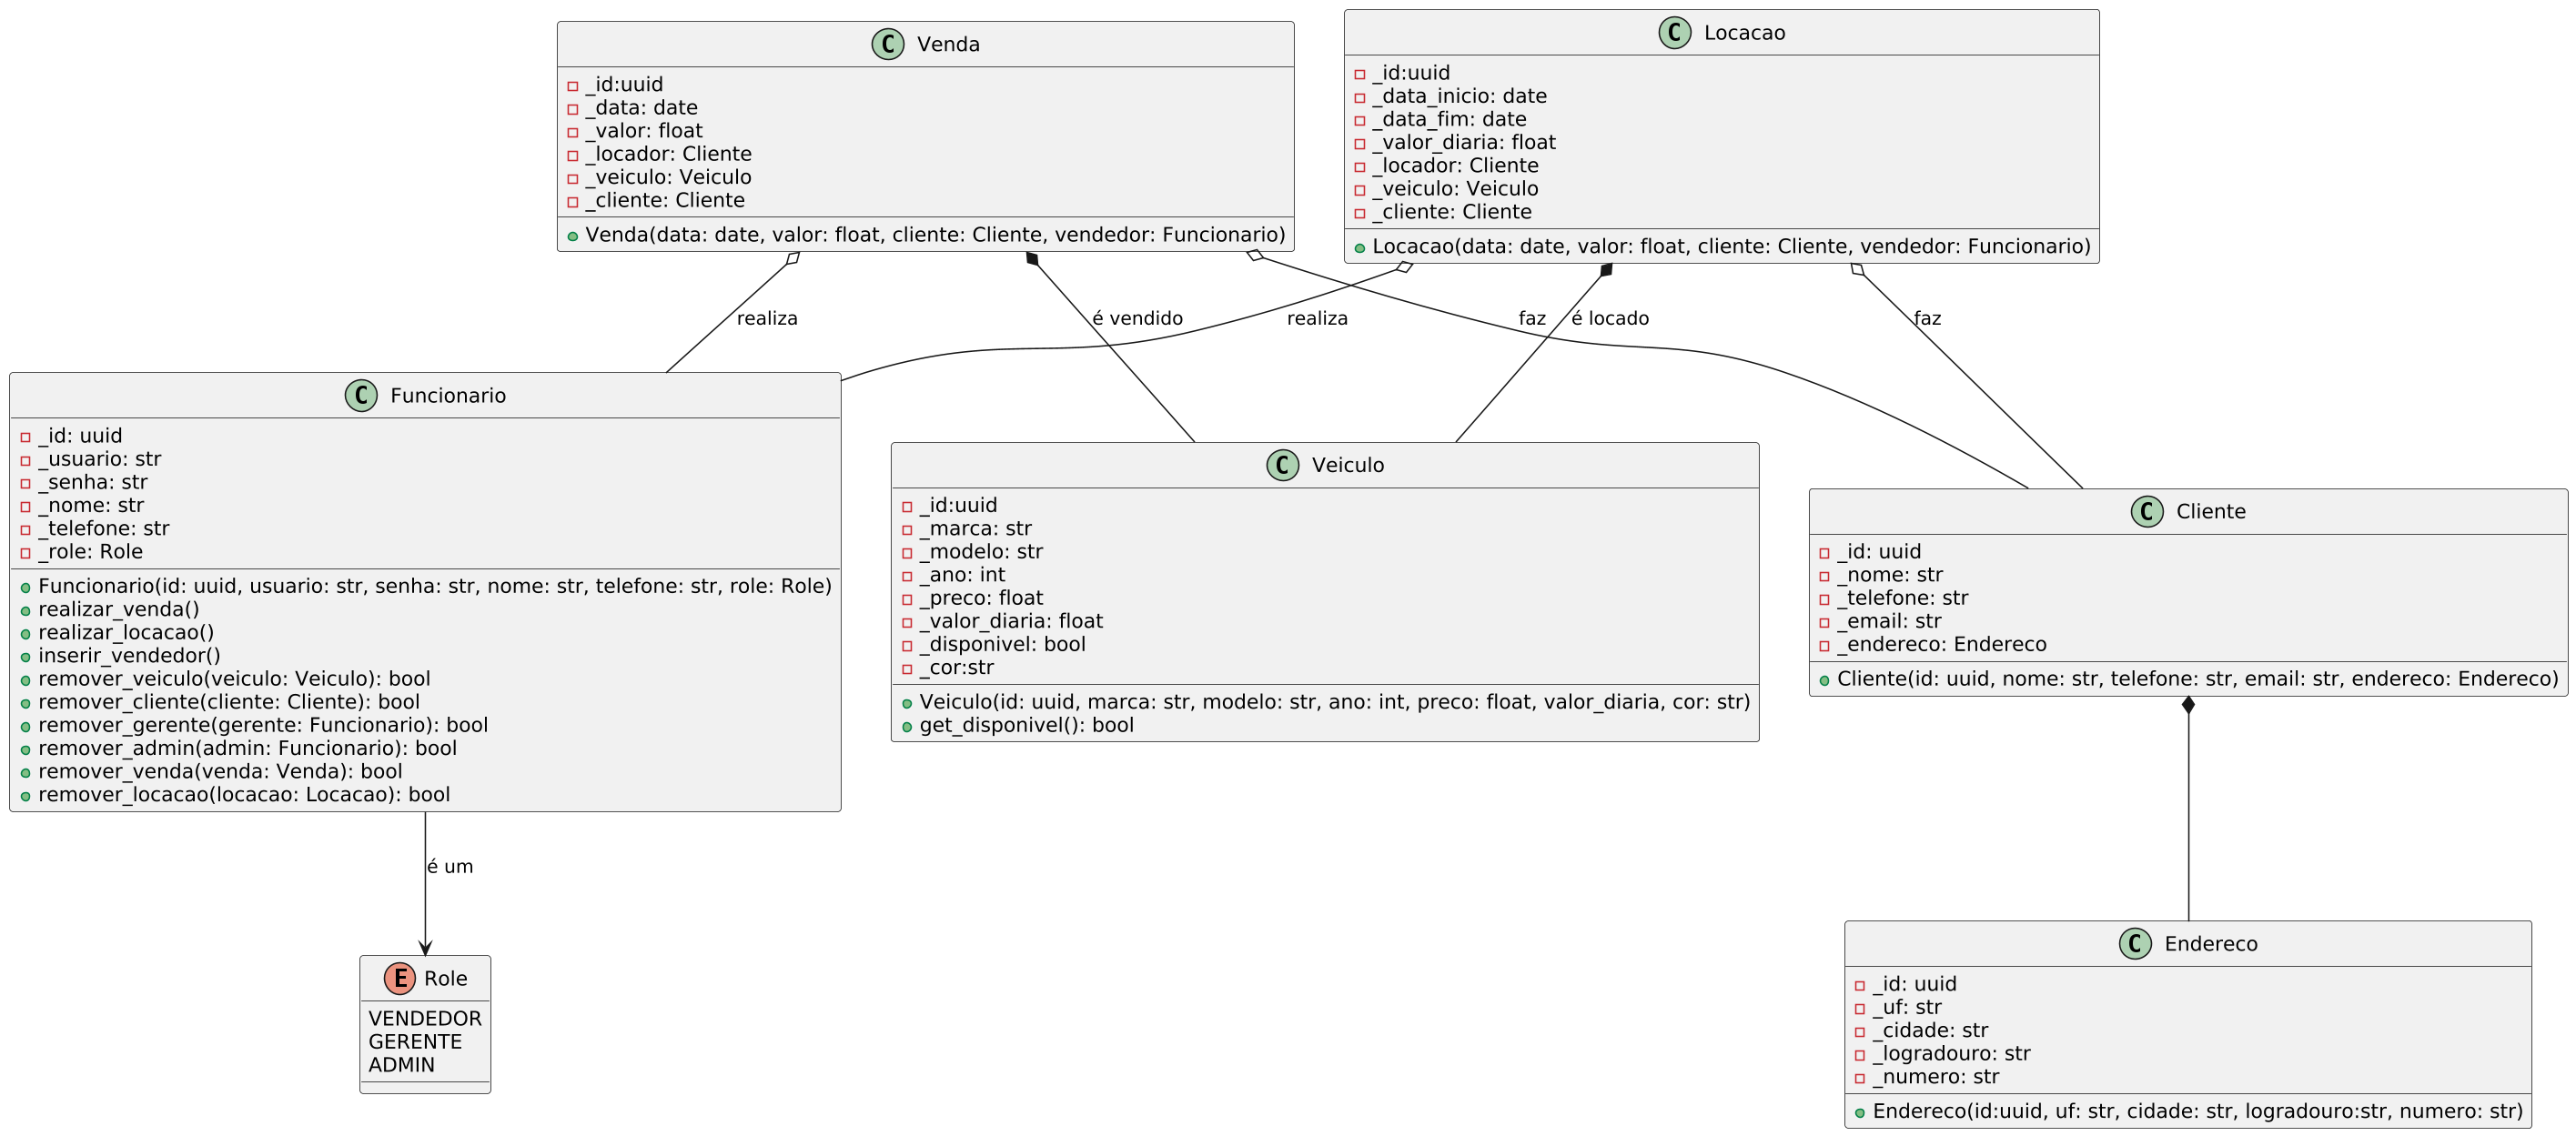 C Venda
_id:uuid
_data: date
_valor: float
_locador: Cliente
_veiculo: Veiculo
_cliente: Cliente
Venda(data: date, valor: float, cliente: Cliente, vendedor: Funcionario)
C Locacao
_id:uuid
_data_inicio: date
_data_fim: date
_valor_diaria: float
_locador: Cliente
_veiculo: Veiculo
_cliente: Cliente
Locacao(data: date, valor: float, cliente: Cliente, vendedor: Funcionario)
realiza
é vendido
realiza
faz
é locado
faz
C Funcionario
_id: uuid
_usuario: str
_senha: str
_nome: str
_telefone: str
_role: Role
Funcionario(id: uuid, usuario: str, senha: str, nome: str, telefone: str, role: Role)
realizar_venda()
realizar_locacao()
inserir_vendedor()
remover_veiculo(veiculo: Veiculo): bool
remover_cliente(cliente: Cliente): bool
remover_gerente(gerente: Funcionario): bool
remover_admin(admin: Funcionario): bool
remover_venda(venda: Venda): bool
remover_locacao(locacao: Locacao): bool
C Veiculo
_id:uuid
_marca: str
_modelo: str
_ano: int
_preco: float
_valor_diaria: float
_disponivel: bool
_cor:str
Veiculo(id: uuid, marca: str, modelo: str, ano: int, preco: float, valor_diaria, cor: str)
get_disponivel(): bool
C Cliente
_id: uuid
_nome: str
_telefone: str
_email: str
_endereco: Endereco
Cliente(id: uuid, nome: str, telefone: str, email: str, endereco: Endereco)
é um
E Role
VENDEDOR
GERENTE
ADMIN
C Endereco
_id: uuid
_uf: str
_cidade: str
_logradouro: str
_numero: str
Endereco(id:uuid, uf: str, cidade: str, logradouro:str, numero: str)